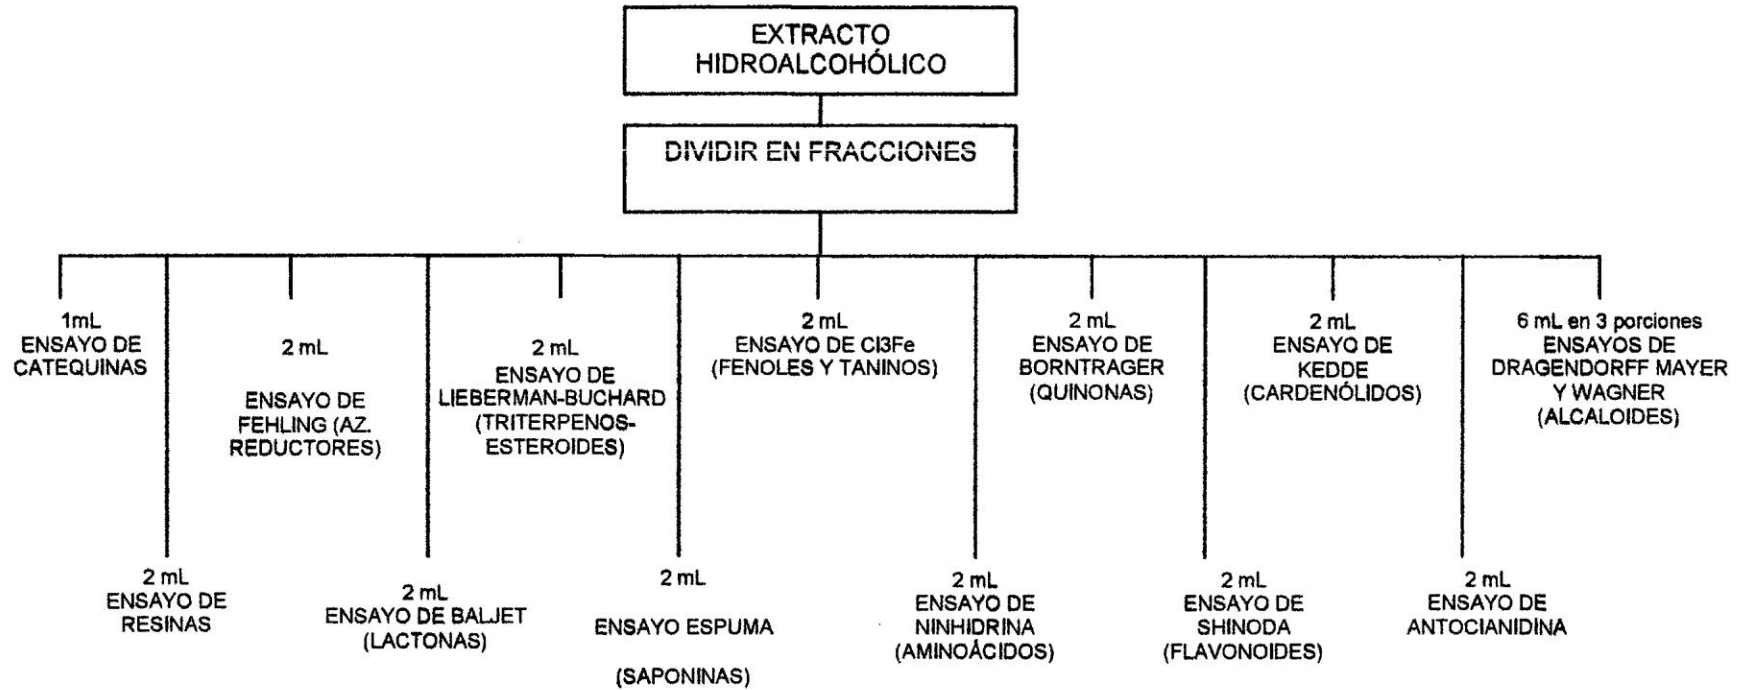 EXTRACTO
HIDROALCOHÓLICO
DIVIDIR EN FRACCIONES
1mL
ENSAYO DE
CATEQUINAS
2 mL
ENSAYO DE
FEHLING (AZ.
REDUCTORES)
2 mL
ENSAYO DE
LIEBERMAN-BUCHARD
(TRITERPENOS-
ESTEROIDES)
2 mL
ENSAYO DE Cl3Fe
(FENOLES Y TANINOS)
2 mL
ENSAYO DE
BORNTRAGER
(QUINONAS)
2 mL
ENSAYO DE
KEDDE
(CARDENÓLIDOS)
6 mL en 3 porciones
ENSAYOS DE
DRAGENDORFF MAYER
Y WAGNER
(ALCALOIDES)
2 mL
ENSAYO DE
RESINAS
2 mL
ENSAYO DE BALJET
(LACTONAS)
2 mL
ENSAYO ESPUMA
(SAPONINAS)
2 mL
ENSAYO DE
NINHIDRINA
(AMINOÁCIDOS)
2 mL
ENSAYO DE
SHINODA
(FLAVONOIDES)
2 mL
ENSAYO DE
ANTOCIANIDINA